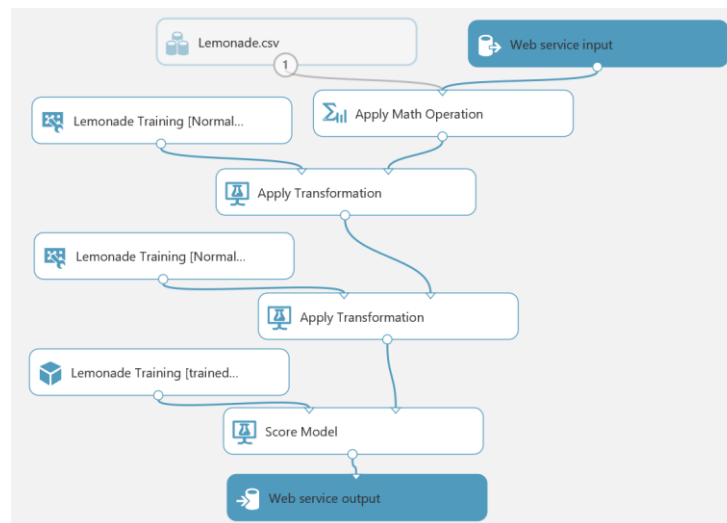 Lemonade.csv
Web service input
1
Lemonade Training [Normal...
Apply Math Operation
Apply Transformation
Lemonade Training [Normal...
Apply Transformation
Lemonade Training [trained...
Score Model
Web service output